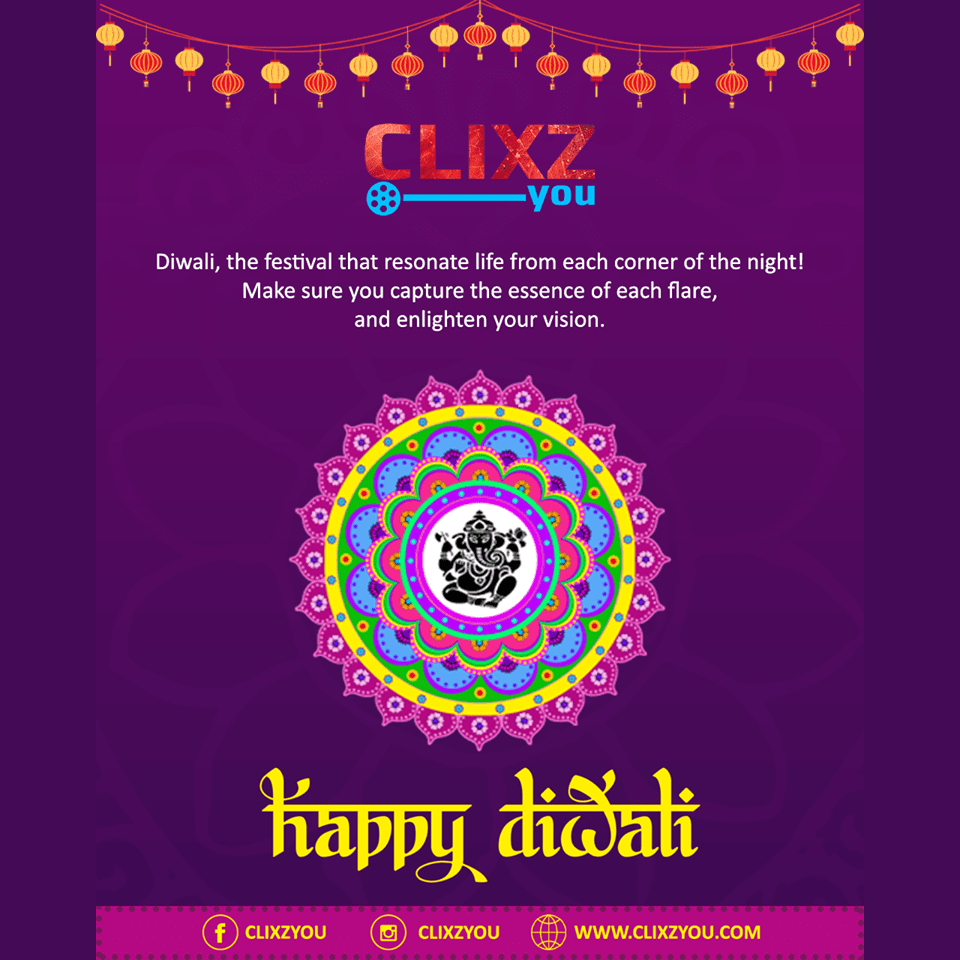 CLIXZ
you
Diwali, the festival that resonate life from each corner of the night!
Make sure you capture the essence of each flare,
and enlighten your vision.
happy diwali
CLIXZYOU CLIXZYOU WWW.CLIXZYOU.COM